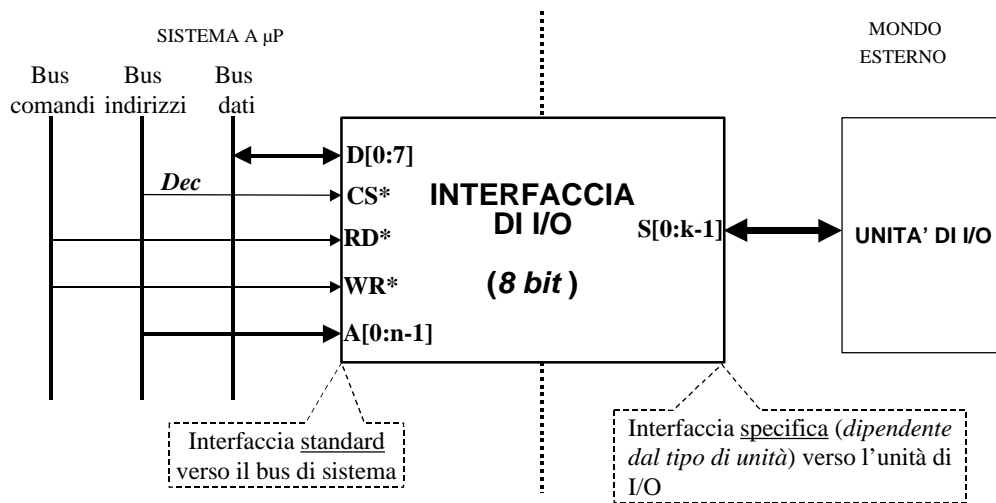 SISTEMA A µP
MONDO
ESTERNO
Bus
comandi
Bus
indirizzi
Bus
dati
D[0:7]
Dec
CS*
RD*
WR*
A[0:n-1]
INTERFACCIA
DI I/O
(8 bit)
S[0:k-1]
UNITA’ DI I/O
Interfaccia standard
verso il bus di sistema
Interfaccia specifica (dipendente
dal tipo di unità) verso l’unità di
I/O